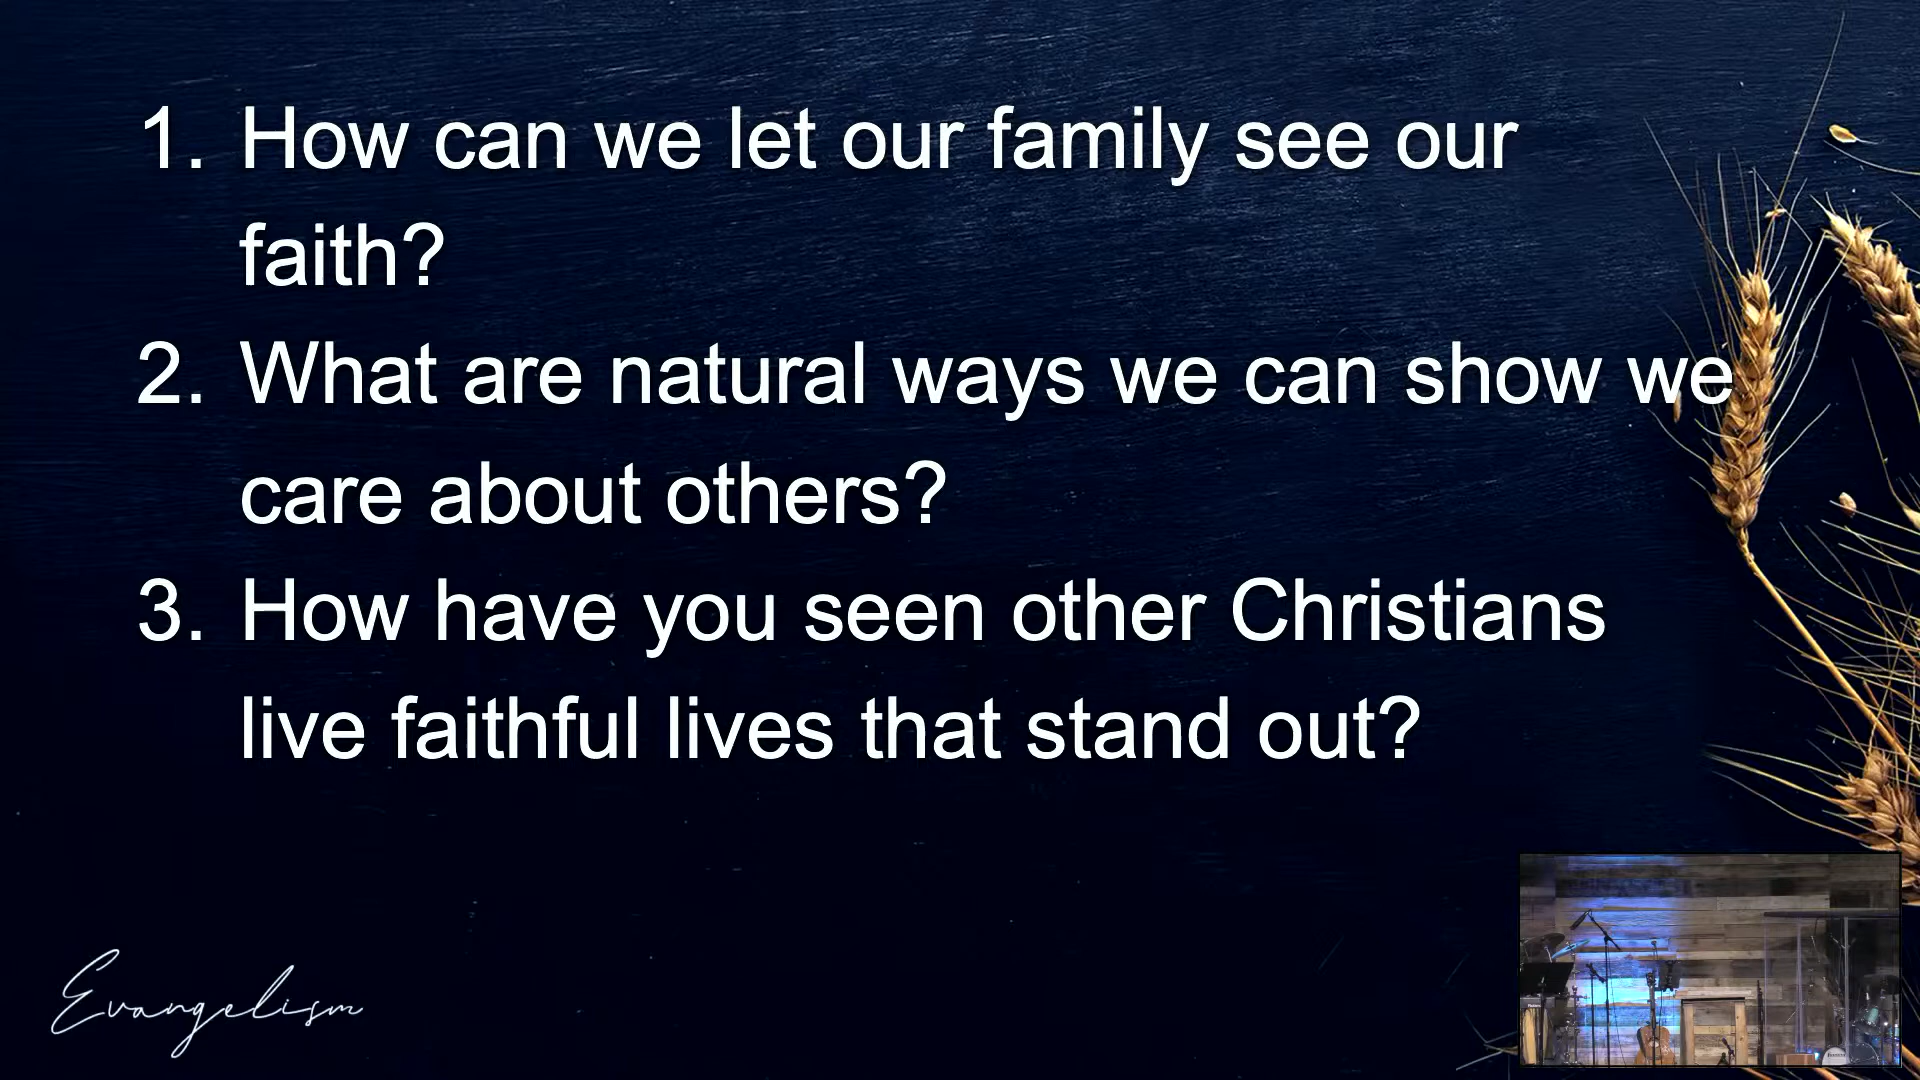 1. How can we let our family see our
faith?
2. What are natural ways we can show we
care about others?
3. How have you seen other Christians
live faithful lives that stand out?
Evangelism